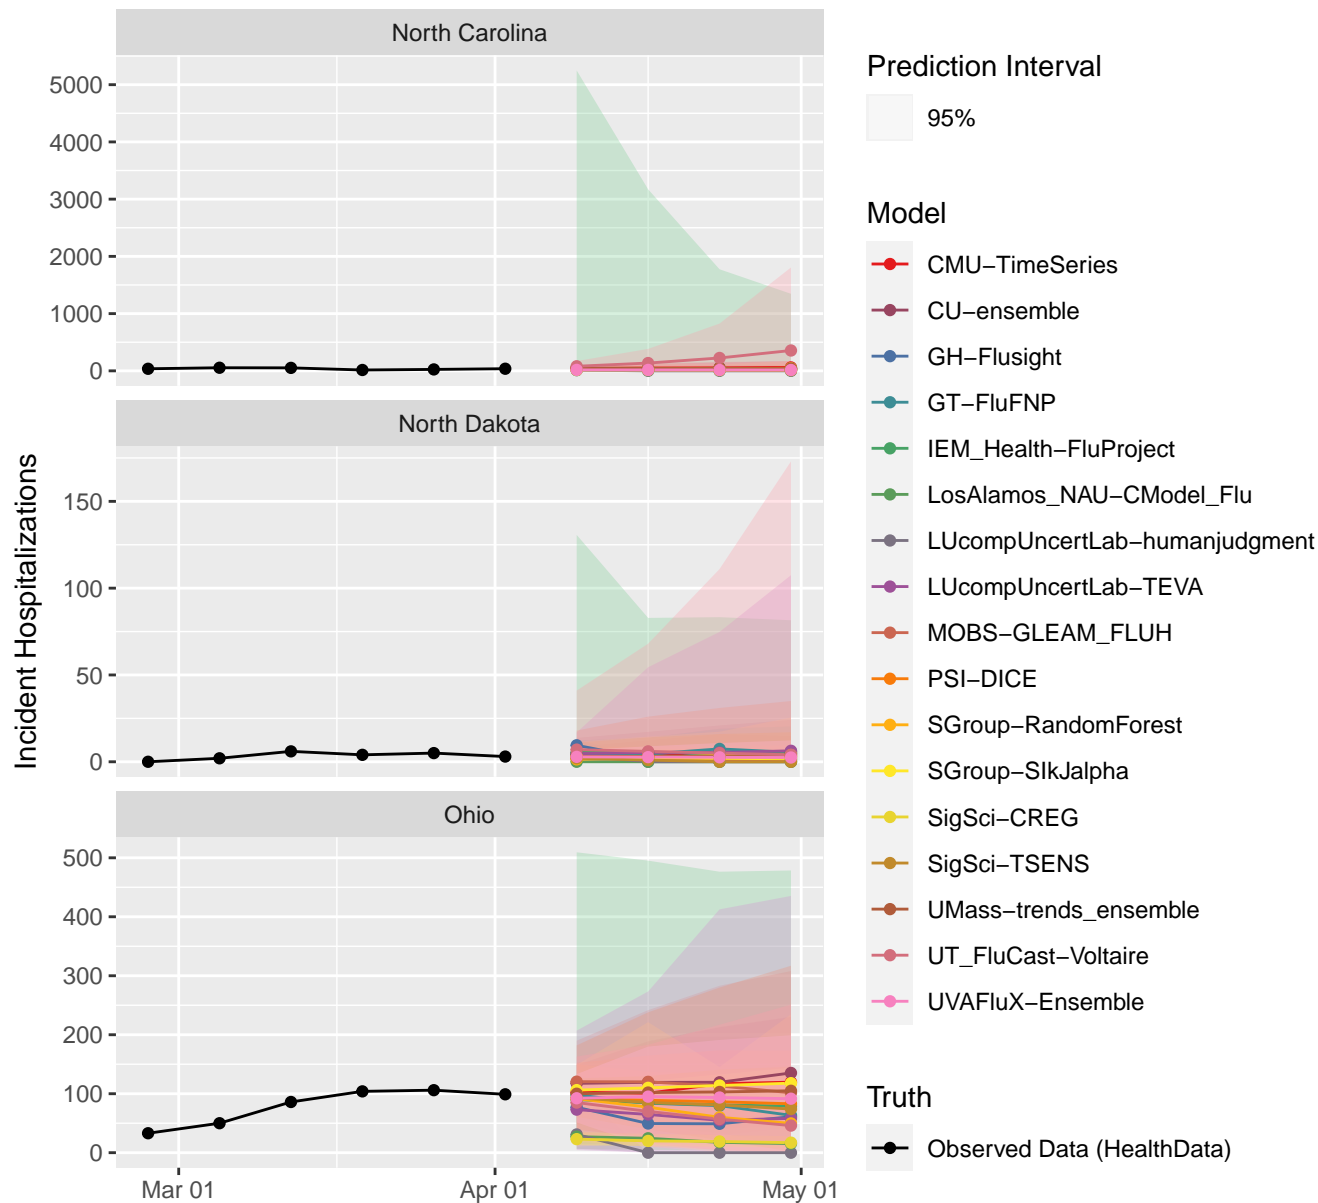 North Carolina
5000
4000
3000
2000
1000
0
North Dakota
150
100
50
0
Ohio
500
400
300
200
100
0
Mar 01
Apr 01
May 01
Incident Hospitalizations
Prediction Interval
95%
Model
CMU−TimeSeries
CU−ensemble
GH−Flusight
GT−FluFNP
IEM_Health−FluProject
LosAlamos_NAU−CModel_Flu
LUcompUncertLab−humanjudgment
LUcompUncertLab−TEVA
MOBS−GLEAM_FLUH
PSI−DICE
SGroup−RandomForest
SGroup−SIkJalpha
SigSci−CREG
SigSci−TSENS
UMass−trends_ensemble
UT_FluCast−Voltaire
UVAFluX−Ensemble
Truth
Observed Data (HealthData)